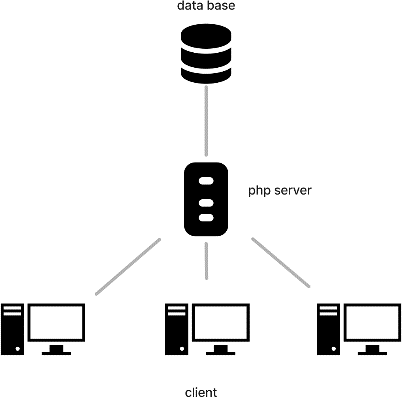 data base
php server
client